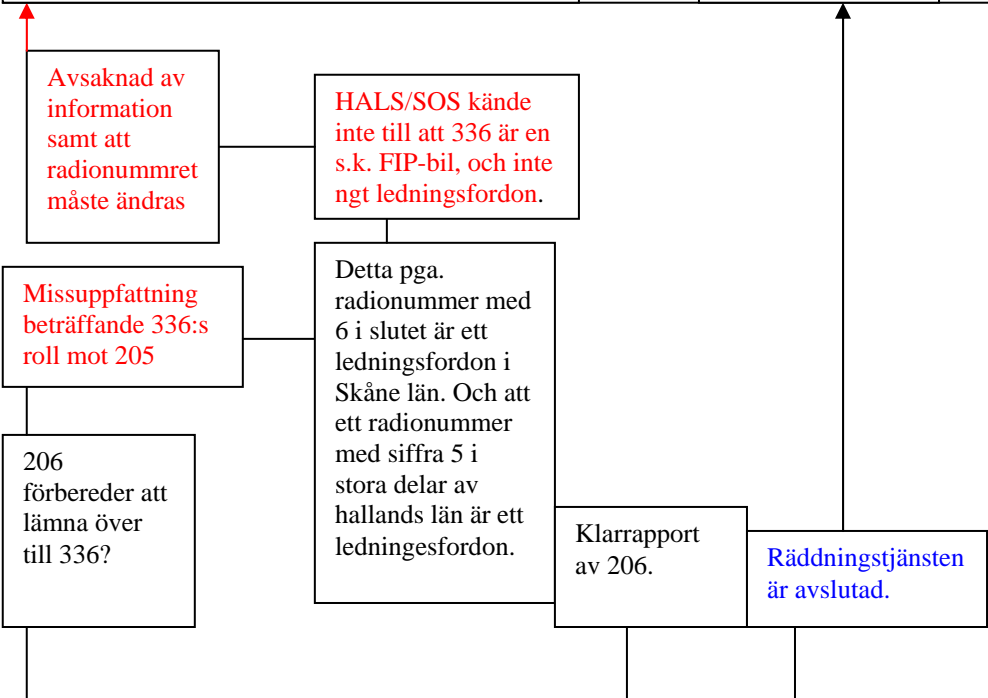 Avsaknad av
information
samt att
radionummret
måste ändras
HALS/SOS kände
inte till att 336 är en
s.k. FIP-bil, och inte
ngt ledningsfordon.
Missuppfattning
beträffande 336:s
roll mot 205
Detta pga.
radionummer med
6 i slutet är ett
ledningsfordon i
Skåne län. Och att
ett radionummer
med siffra 5 i
stora delar av
hallands län är ett
ledningesfordon.
206
förbereder att
lämna över
till 336?
Klarrapport
av 206.
Räddningstjänsten
är avslutad.